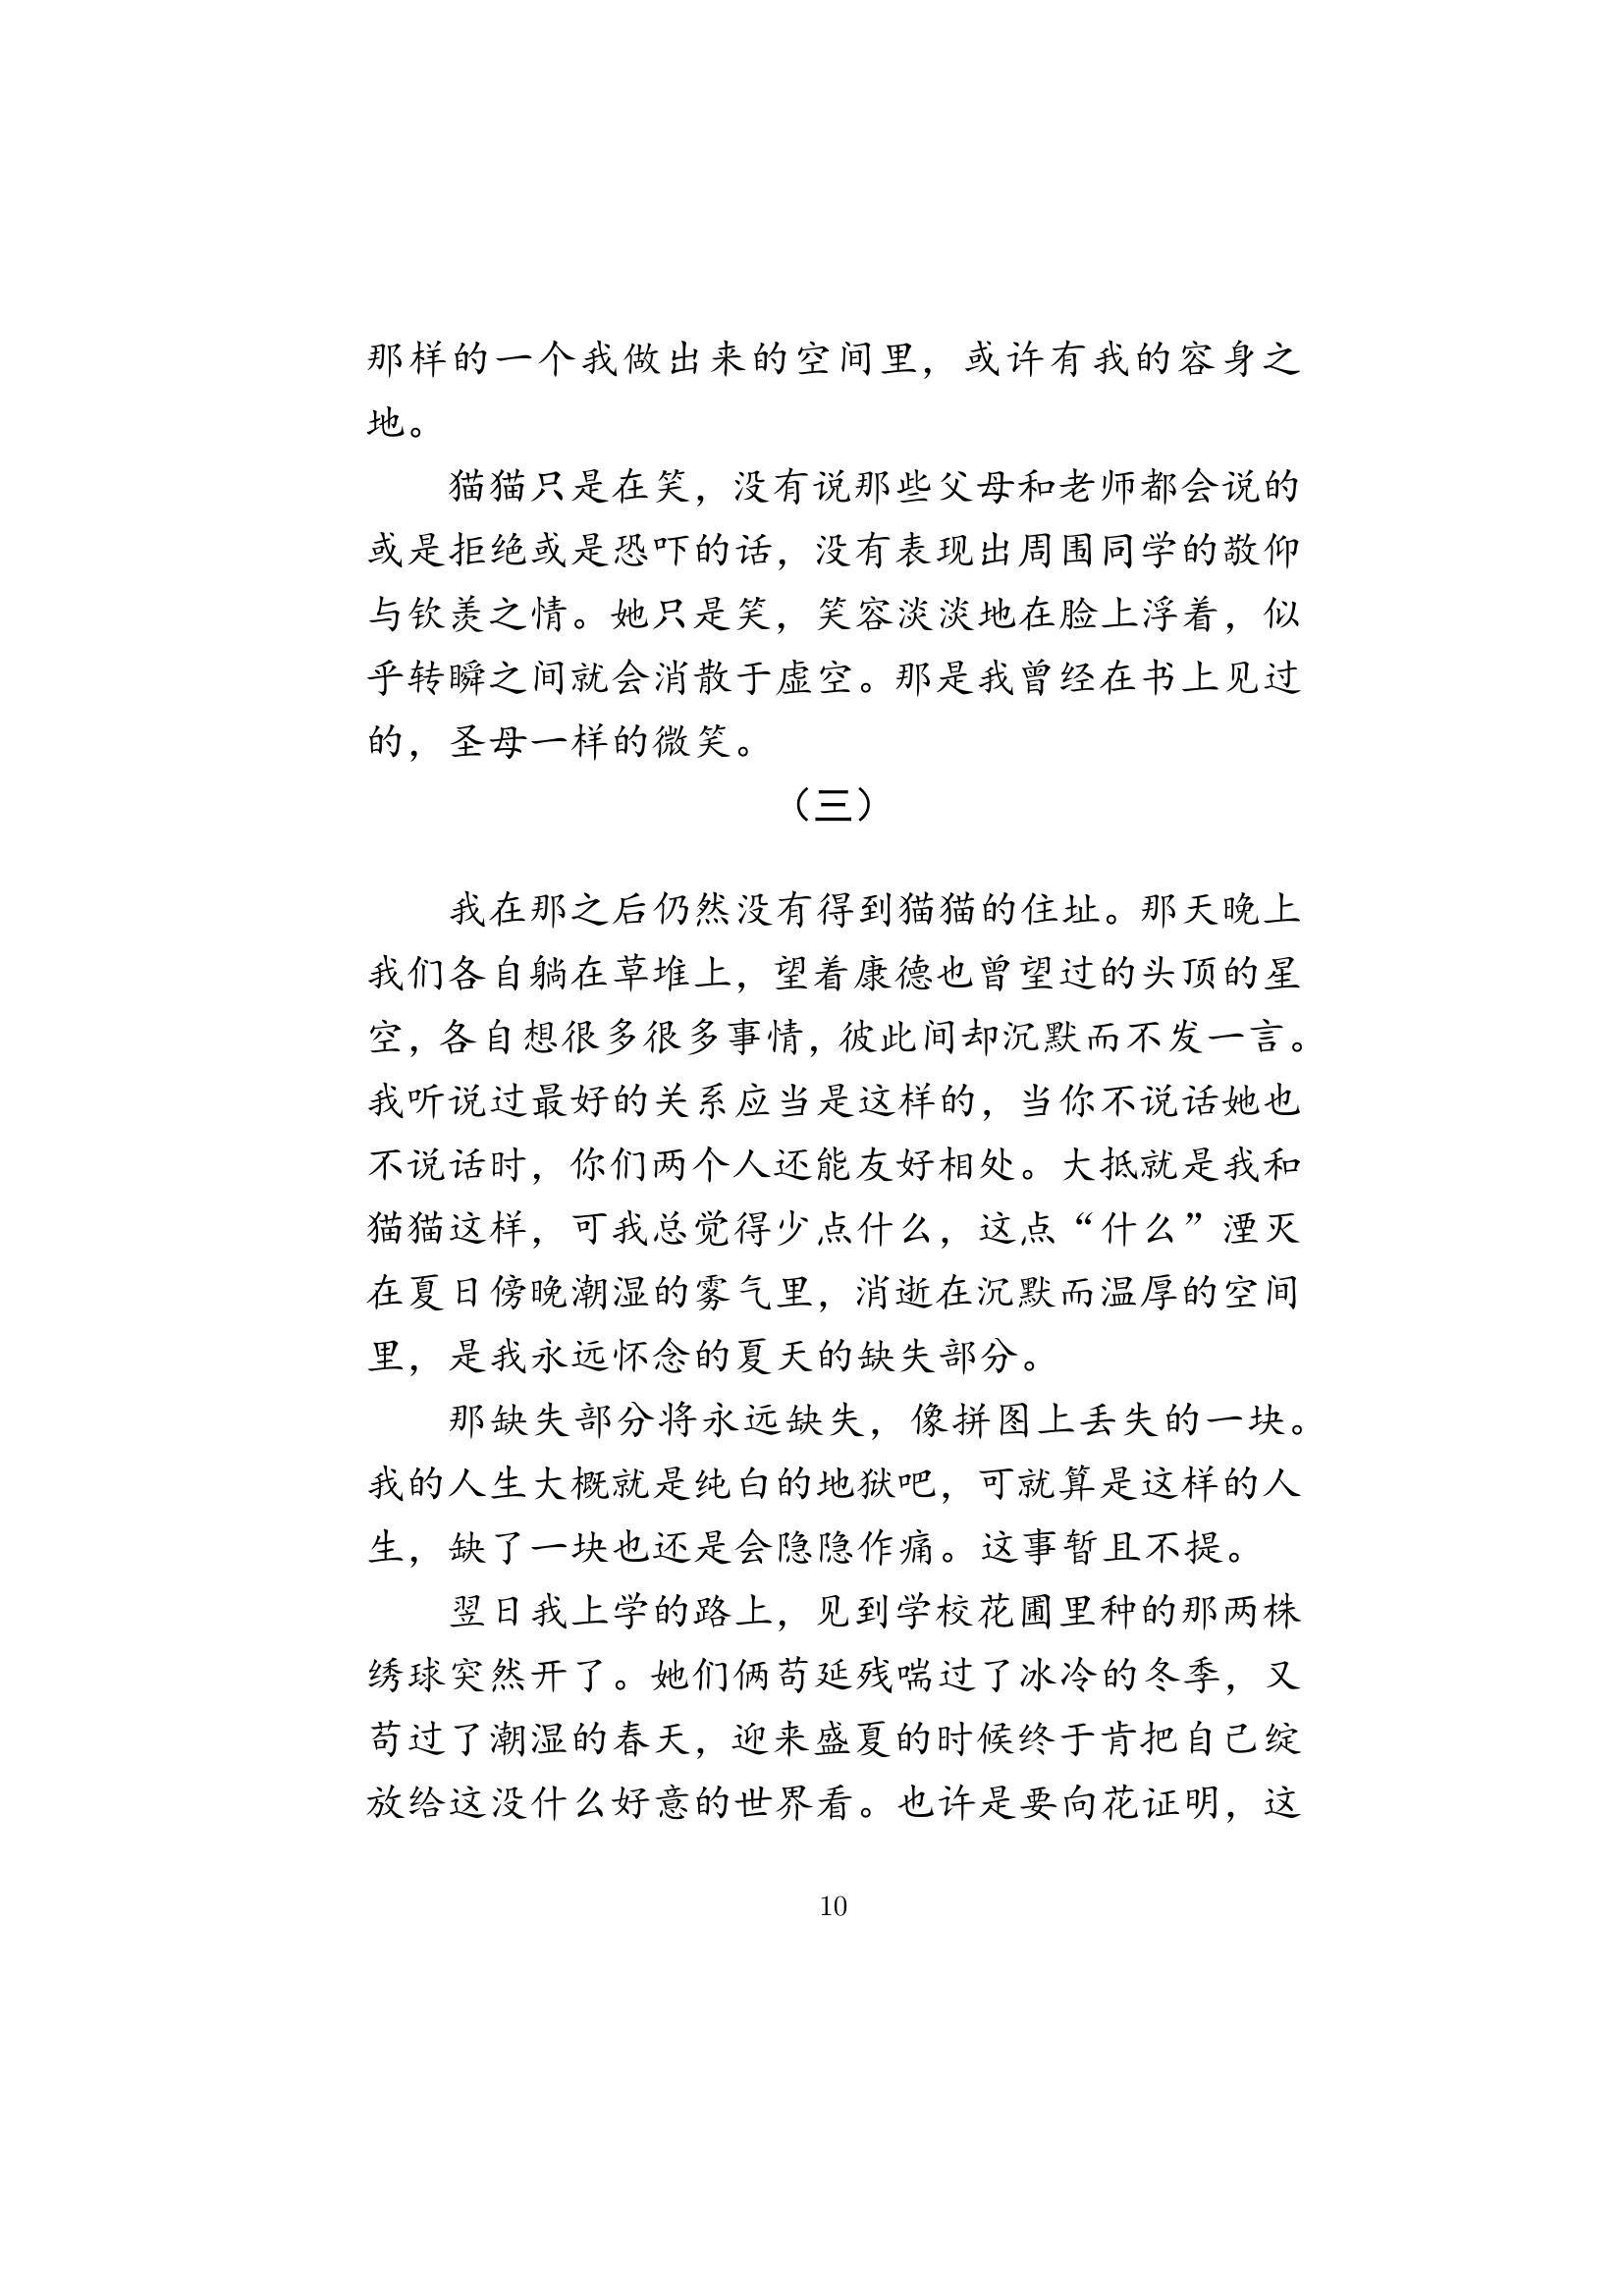 那样的一个我做出来的空间里，或许有我的容身之
地。
猫猫只是在笑，没有说那些父母和老师都会说的
或是拒绝或是恐吓的话，没有表现出周围同学的敬仰
与钦羡之情。她只是笑，笑容淡淡地在脸上浮着，似
乎转瞬之间就会消散于虚空。那是我曾经在书上见过
的，圣母一样的微笑。
（三）
我在那之后仍然没有得到猫猫的住址。那天晚上
我们各自躺在草堆上，望着康德也曾望过的头顶的星
空，各自想很多很多事情，彼此间却沉默而不发一言。
我听说过最好的关系应当是这样的，当你不说话她也
不说话时，你们两个人还能友好相处。大抵就是我和
猫猫这样，可我总觉得少点什么，这点“什么”湮灭
在夏日傍晚潮湿的雾气里，消逝在沉默而温厚的空间
里，是我永远怀念的夏天的缺失部分。
那缺失部分将永远缺失，像拼图上丢失的一块。
我的人生大概就是纯白的地狱吧，可就算是这样的人
生，缺了一块也还是会隐隐作痛。这事暂且不提。
翌日我上学的路上，见到学校花圃里种的那两株
绣球突然开了。她们俩苟延残喘过了冰冷的冬季，又
苟过了潮湿的春天，迎来盛夏的时候终于肯把自己绽
放给这没什么好意的世界看。也许是要向花证明，这
10